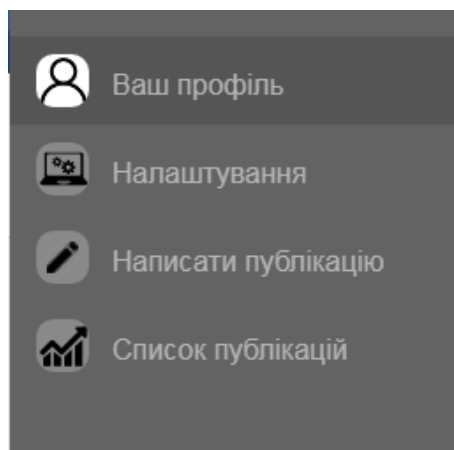 Ваш профіль
Налаштування
Написати публікацію
Список публікацій